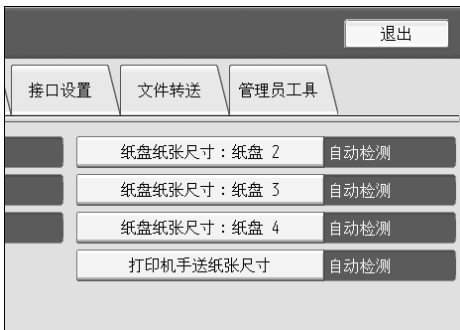 退出
接口设置 文件转送 管理员工具
纸盘纸张尺寸：纸盘 2 自动检测
纸盘纸张尺寸：纸盘 3 自动检测
纸盘纸张尺寸：纸盘 4 自动检测
打印机手送纸张尺寸 自动检测